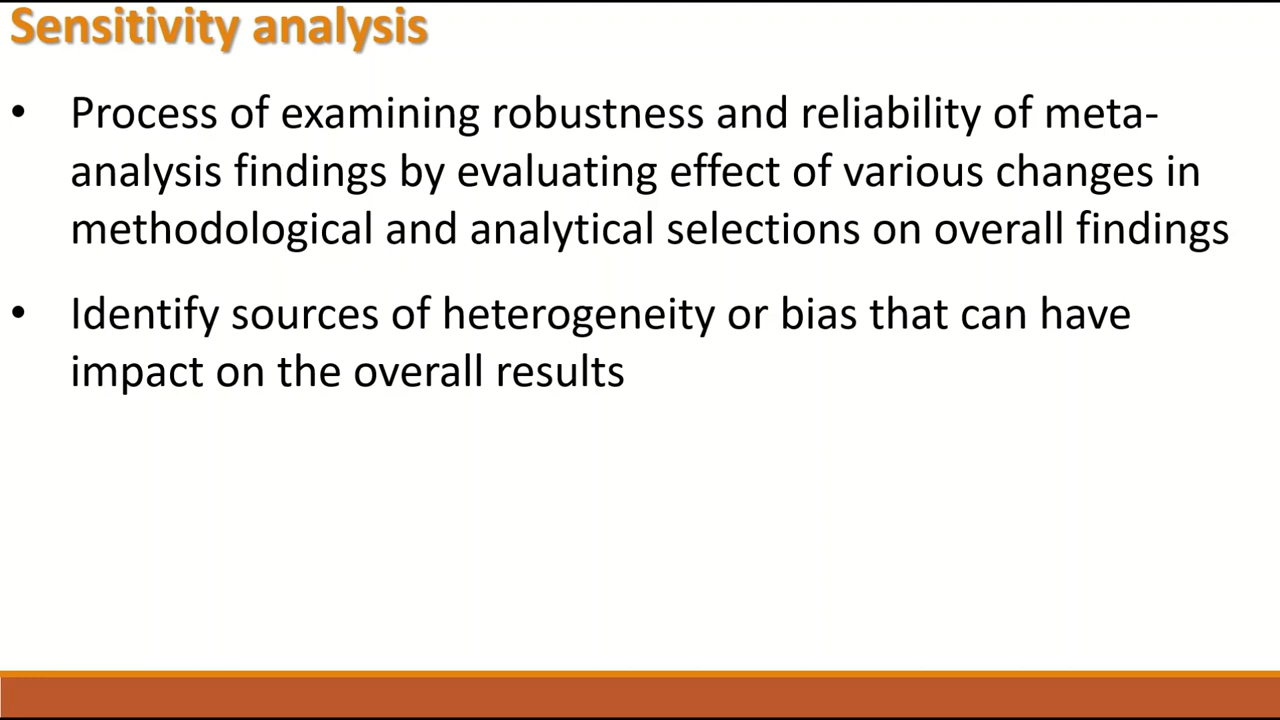 Sensitivity analysis
• Process of examining robustness and reliability of meta-
analysis findings by evaluating effect of various changes in
methodological and analytical selections on overall findings
• Identify sources of heterogeneity or bias that can have
impact on the overall results